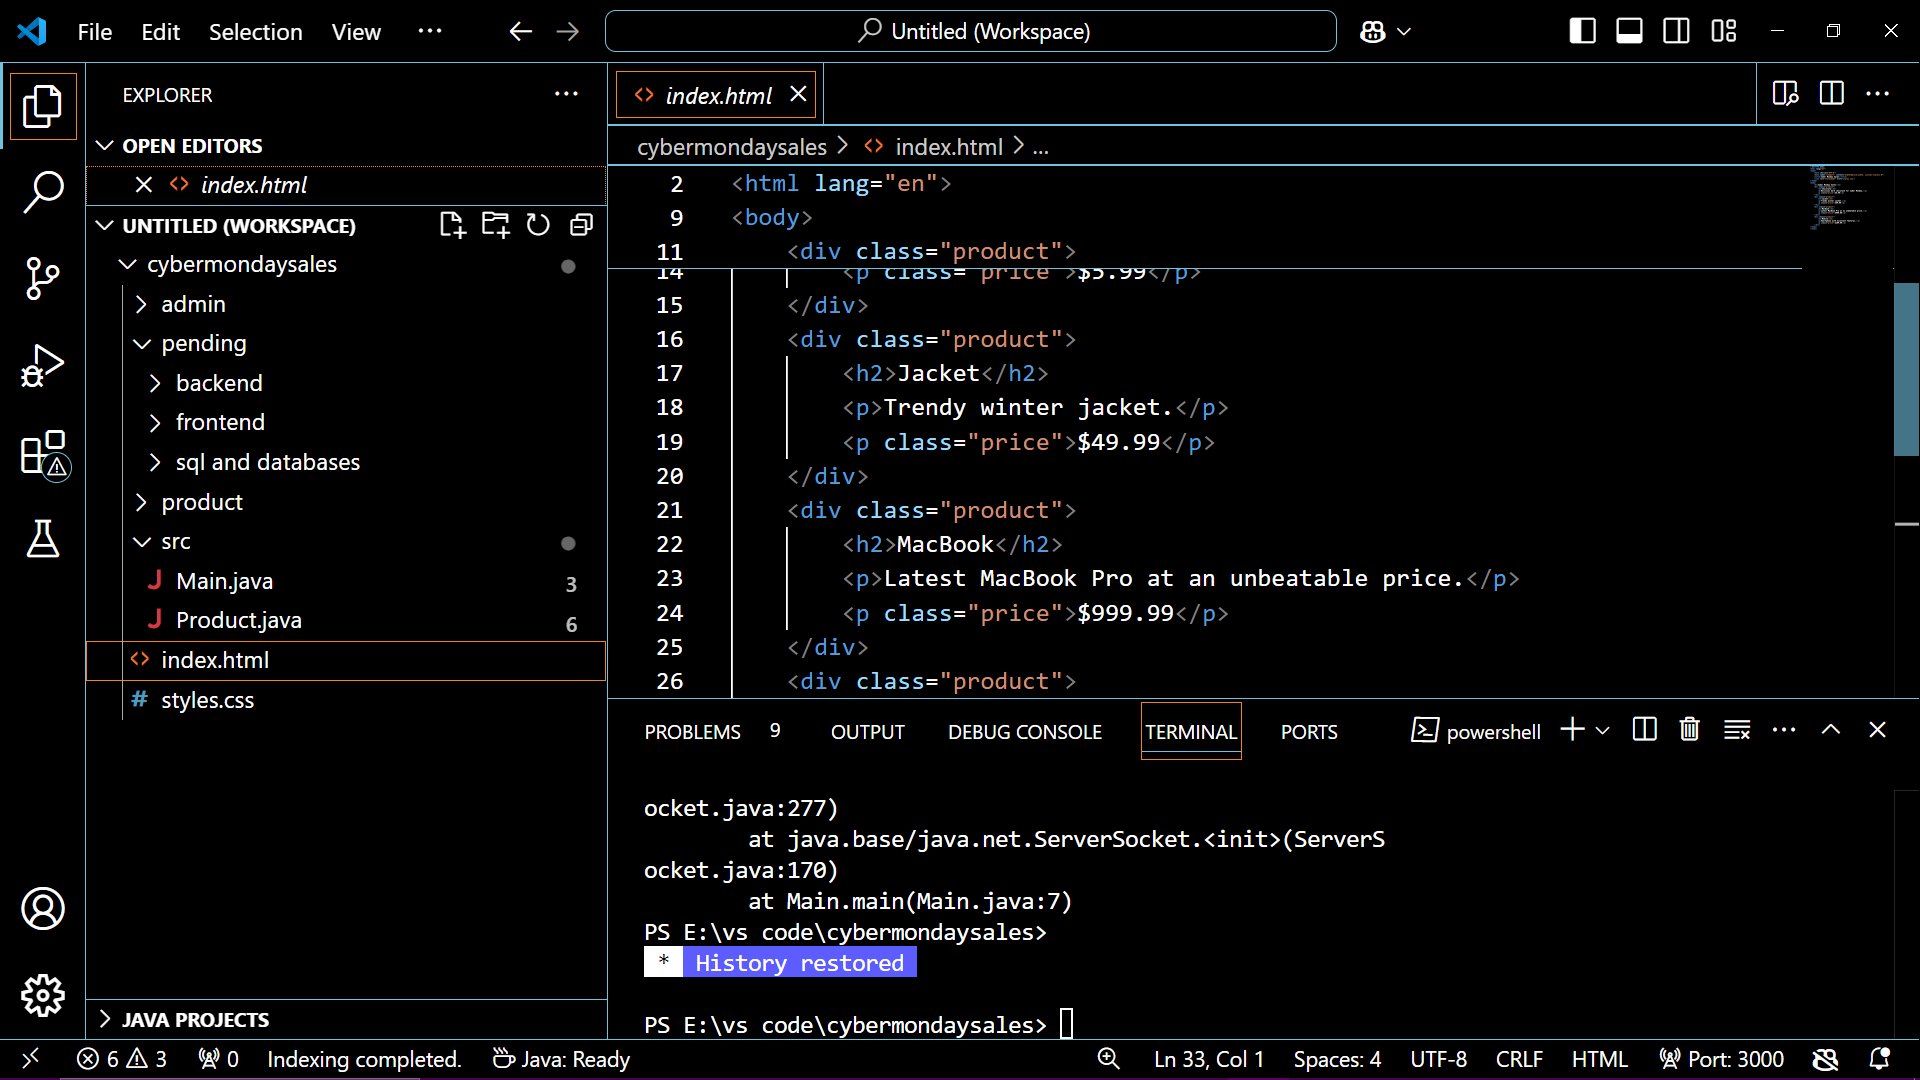 File Edit Selection View ···
Untitled (Workspace)
EXPLORER
OPEN EDITORS
index.html
UNTITLED (WORKSPACE)
cybermondaysales
admin
pending
backend
frontend
sql and databases
product
src
Main.java 3
Product.java 6
index.html
styles.css
JAVA PROJECTS
index.html
cybermondaysales > index.html > ...
2 <html lang="en">
9 <body>
11 <div class="product">
14 <p class="price">$5.99</p>
15 </div>
16 <div class="product">
17 <h2>Jacket</h2>
18 <p>Trendy winter jacket.</p>
19 <p class="price">$49.99</p>
20 </div>
21 <div class="product">
22 <h2>MacBook</h2>
23 <p>Latest MacBook Pro at an unbeatable price.</p>
24 <p class="price">$999.99</p>
25 </div>
26 <div class="product">
PROBLEMS 9 OUTPUT DEBUG CONSOLE TERMINAL PORTS powershell
ocket.java:277)
at java.base/java.net.ServerSocket.<init>(ServerS
ocket.java:170)
at Main.main(Main.java:7)
PS E:\vs code\cybermondaysales>
* History restored
PS E:\vs code\cybermondaysales>
6 3 0 Indexing completed. Java: Ready Ln 33, Col 1 Spaces: 4 UTF-8 CRLF HTML Port: 3000